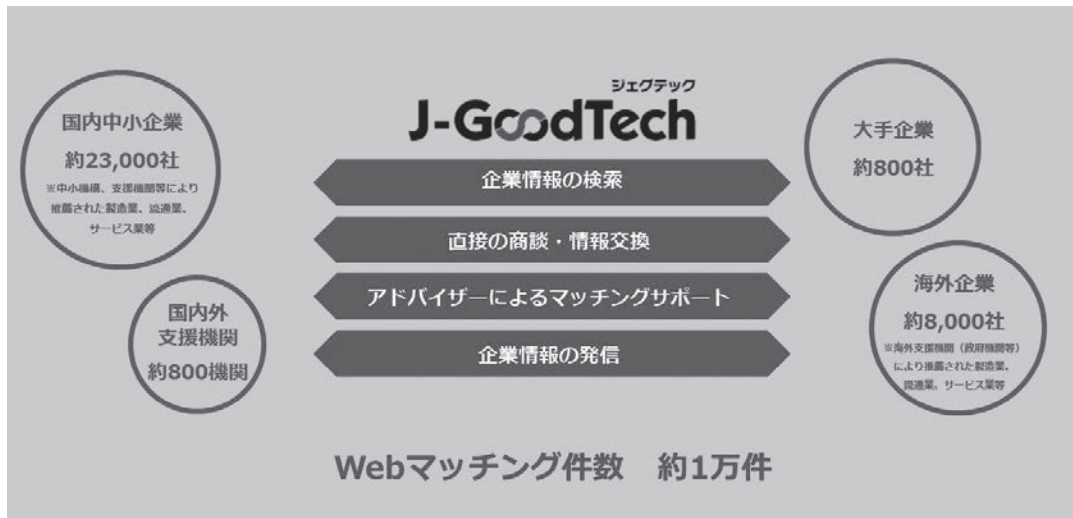 国内中小企業
約23,000社
※中小機構、支援機関等により
推薦された製造業、流通業、
サービス業等
国内外
支援機関
約800機関
ジェグテック
J-GoodTech
企業情報の検索
直接の商談・情報交換
アドバイザーによるマッチングサポート
企業情報の発信
大手企業
約800社
海外企業
約8,000社
※海外支援機関（政府機関等）
により推薦された製造業、
流通業、サービス業等
Webマッチング件数　約1万件